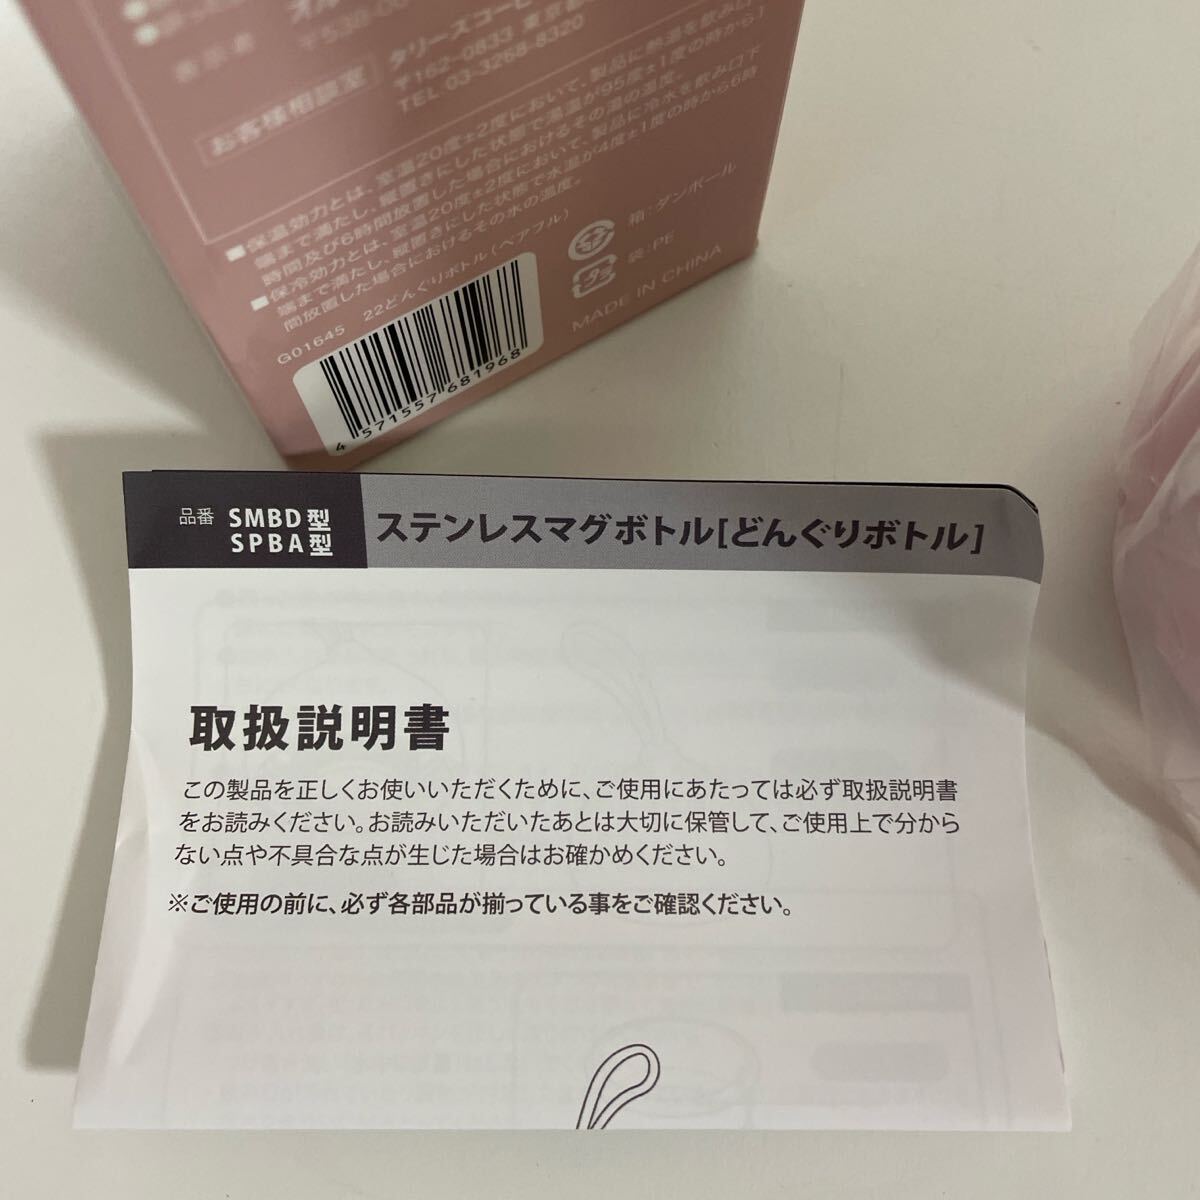 タリーズコーヒ
〒162-0833 東京都
TEL:03-3268-8320
お客様相談室
■保温効力とは、室温20度±2度において、製品に熱湯を飲み口下
端まで満たし、縦置きにした状態で湯温が95度±1度の時から1
時間及び6時間放置した場合におけるその湯の温度。
■保冷効力とは、室温20度±2度において、製品に冷水を飲み口下
端まで満たし、縦置きにした状態で水温が4度±1度の時から6時
間放置した場合におけるその水の温度。
G01645 22どんぐりボトル(ベアフル)
4 571557 681968
箱:ダンボール
袋:PE
MADE IN CHINA
品番 SMBD型
SPBA型
ステンレスマグボトル[どんぐりボトル]
取扱説明書
この製品を正しくお使いいただくために、ご使用にあたっては必ず取扱説明書
をお読みください。お読みいただいたあとは大切に保管して、ご使用上で分から
ない点や不具合な点が生じた場合はお確かめください。
※ご使用の前に、必ず各部品が揃っている事をご確認ください。